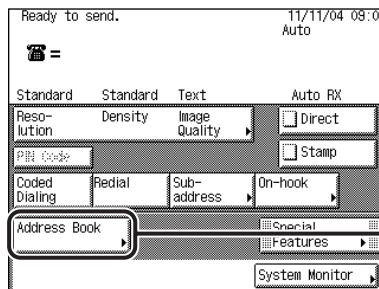 Ready to send. 11/11/04 09:0
Auto
☎=
Standard Standard Text Auto RX
Reso- Density Image Direct
lution Quality
PIN Code Stamp
Coded Redial Sub- On-hook
Dialing address
Address Book Special
Features
System Monitor